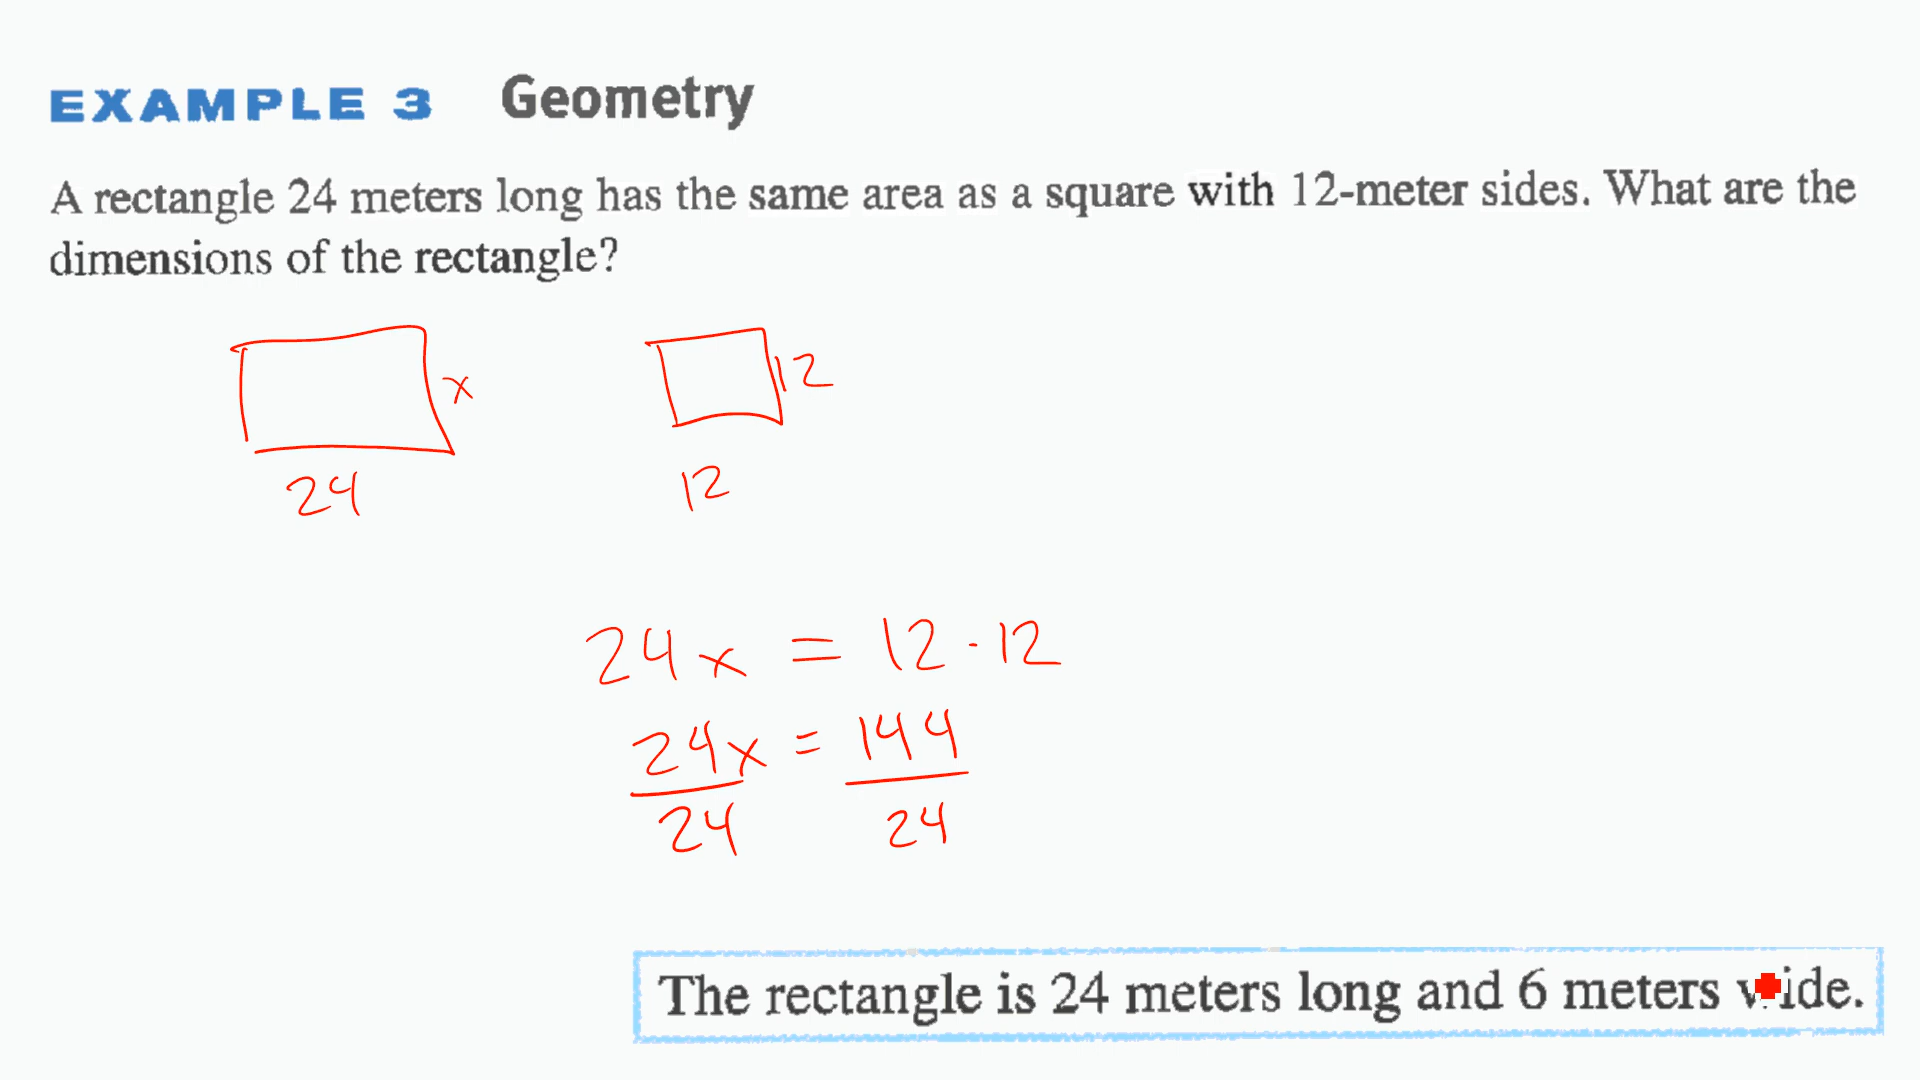 EXAMPLE 3 Geometry
A rectangle 24 meters long has the same area as a square with 12-meter sides. What are the
dimensions of the rectangle?
x 12
24 12
24x = 12 · 12
24x = 144
24 24
The rectangle is 24 meters long and 6 meters wide.